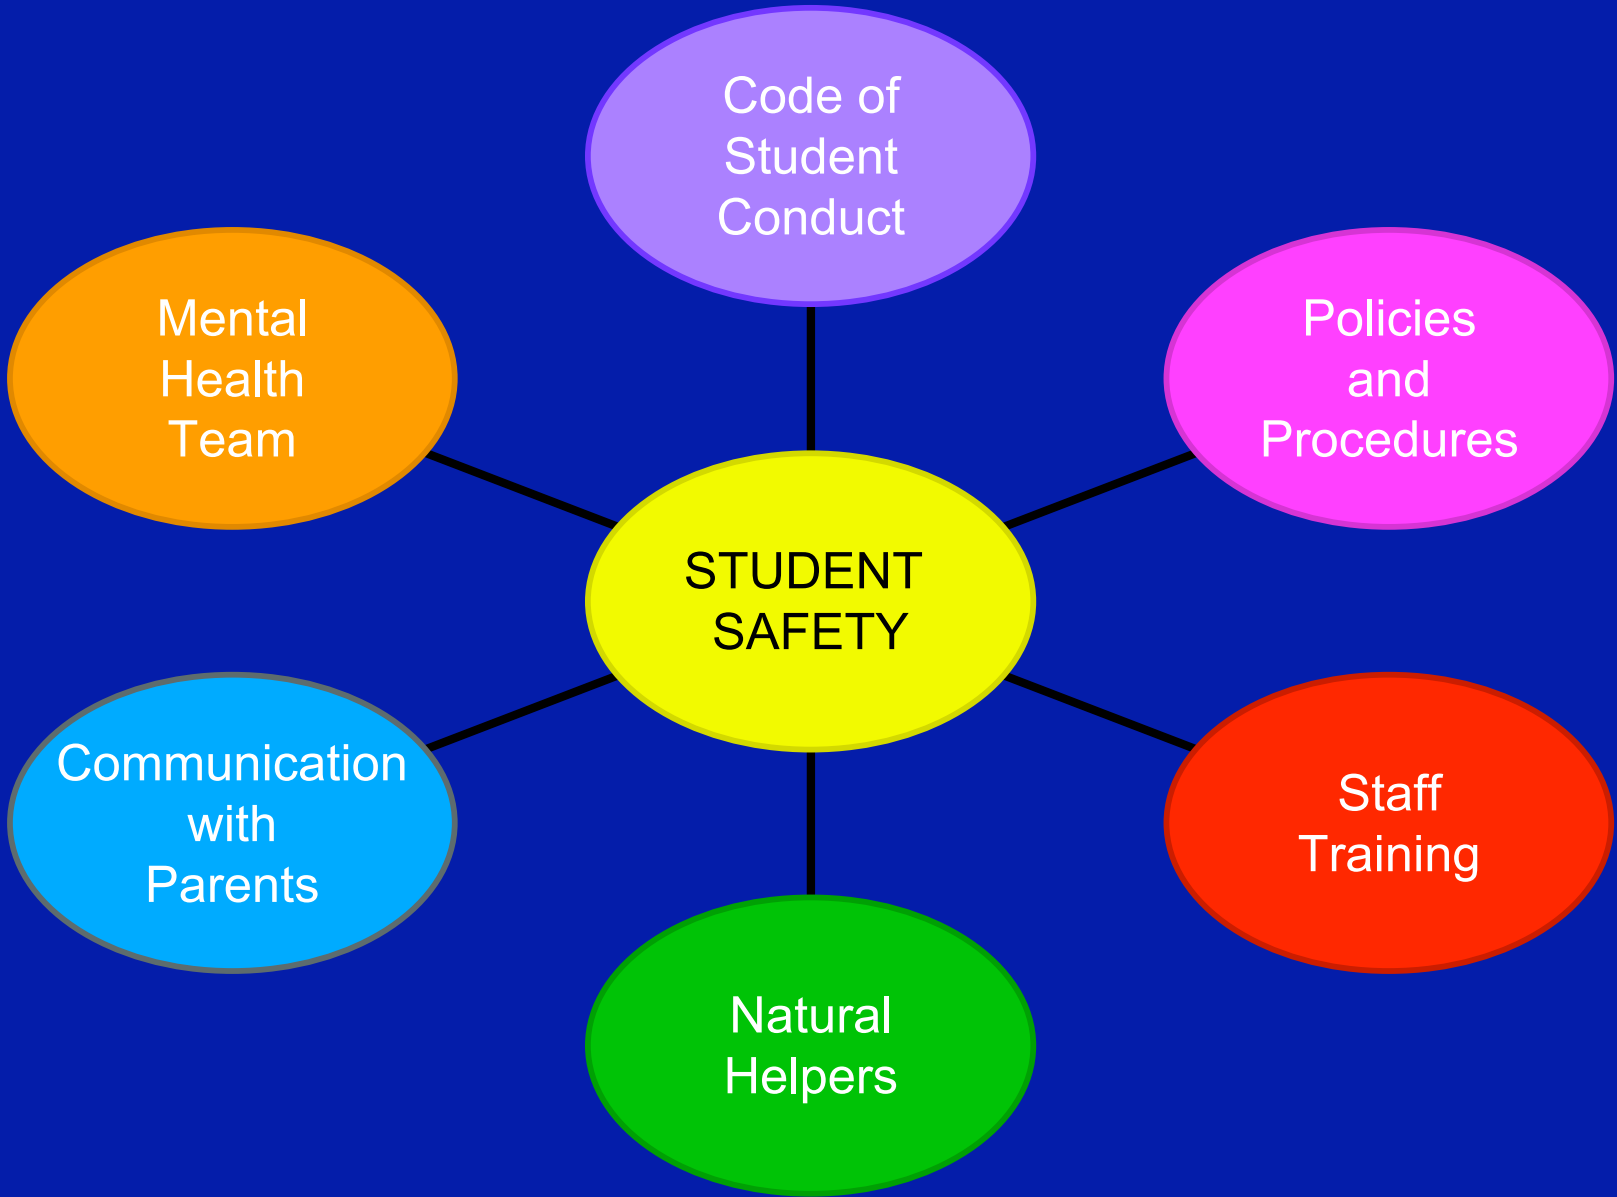 Code of
Student
Conduct
Mental
Health
Team
Policies
and
Procedures
STUDENT
SAFETY
Communication
with
Parents
Staff
Training
Natural
Helpers